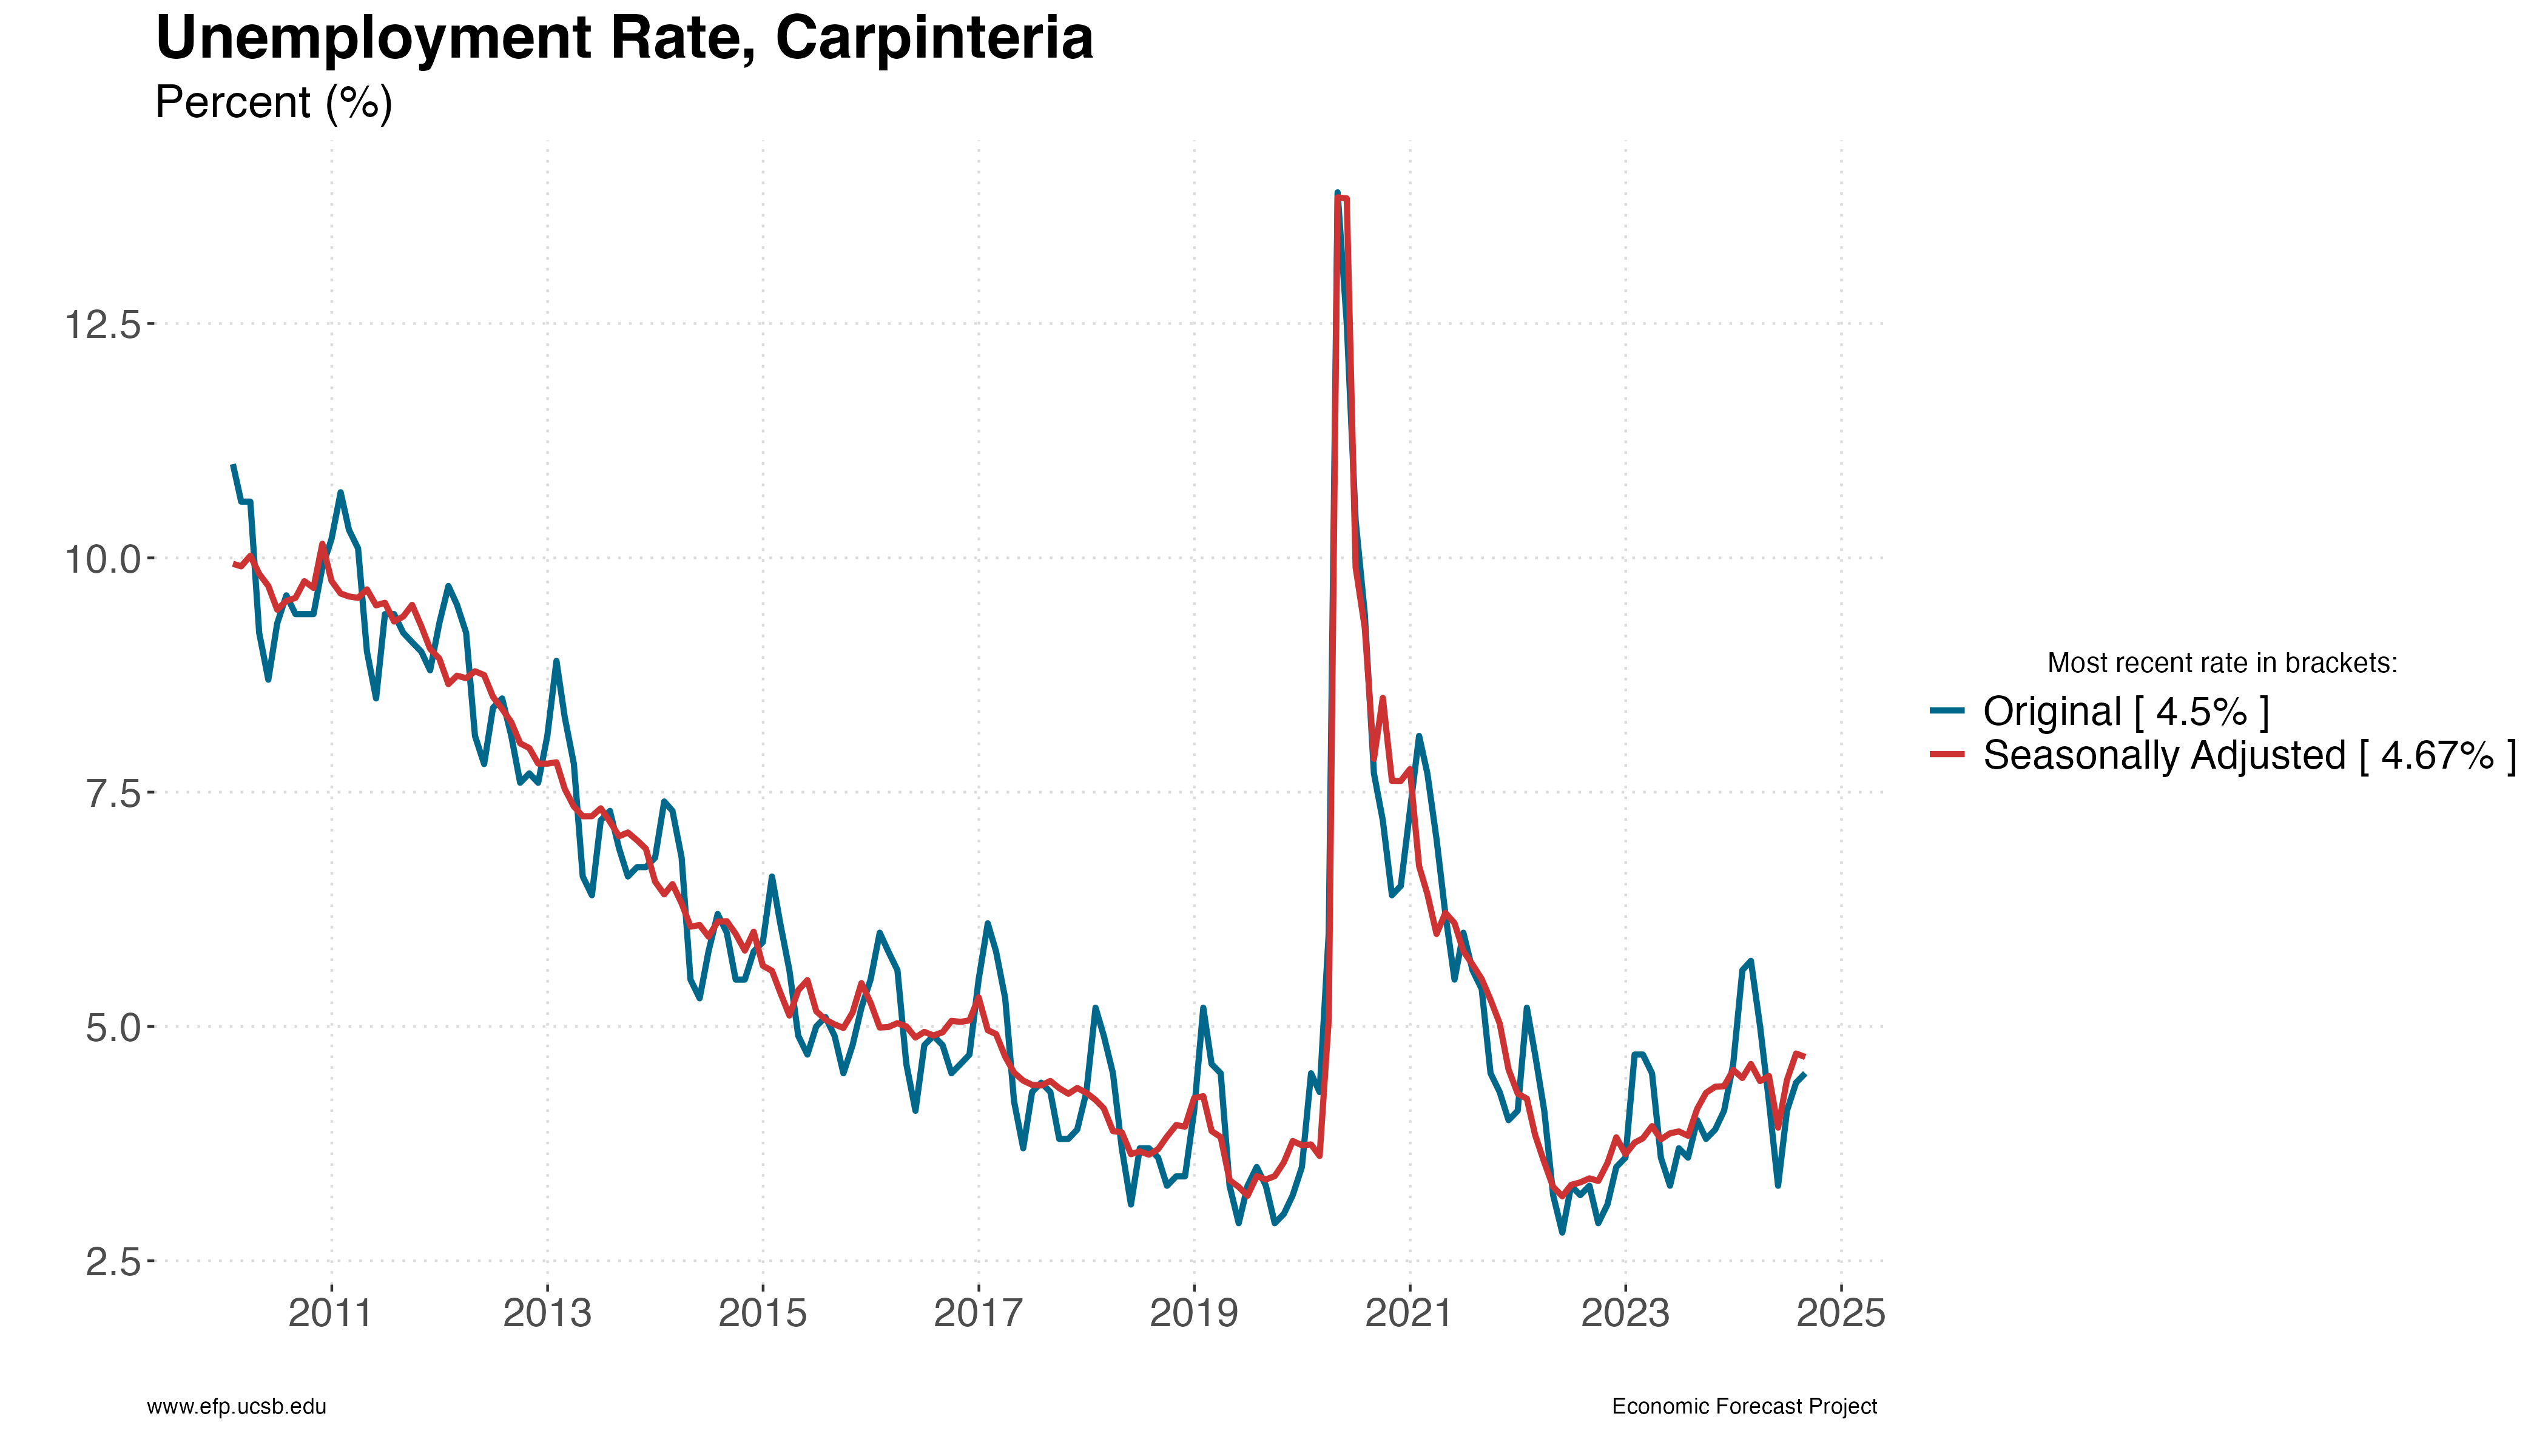 Unemployment Rate, Carpinteria
Percent (%)
12.5
10.0
7.5
5.0
2.5
2011 2013 2015 2017 2019 2021 2023 2025
Most recent rate in brackets:
Original [ 4.5% ]
Seasonally Adjusted [ 4.67% ]
www.efp.ucsb.edu
Economic Forecast Project